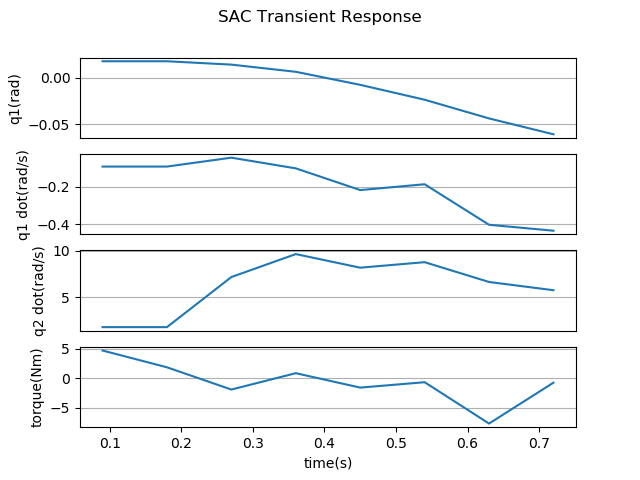 SAC Transient Response
q1(rad)
0.00
−0.05
q1 dot(rad/s)
−0.2
−0.4
q2 dot(rad/s)
10
5
torque(Nm)
5
0
−5
0.1 0.2 0.3 0.4 0.5 0.6 0.7
time(s)